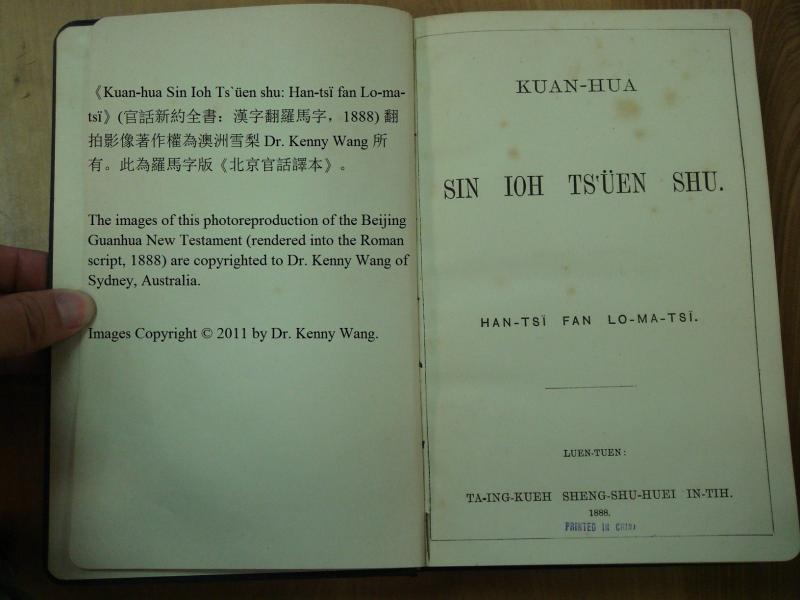 《Kuan-hua Sin Ioh Ts`üen shu: Han-tsï fan Lo-ma-
tsï》(官話新約全書：漢字翻羅馬字，1888) 翻
拍影像著作權為澳洲雪梨 Dr. Kenny Wang 所
有。此為羅馬字版《北京官話譯本》。
The images of this photoreproduction of the Beijing
Guanhua New Testament (rendered into the Roman
script, 1888) are copyrighted to Dr. Kenny Wang of
Sydney, Australia.
Images Copyright © 2011 by Dr. Kenny Wang.
KUAN-HUA
SIN IOH TS'ÜEN SHU.
HAN-TSÏ FAN LO-MA-TSÏ.
LUEN-TUEN:
TA-ING-KUEH SHENG-SHU-HUEI IN-TIH.
1888.
PRINTED IN CHINA